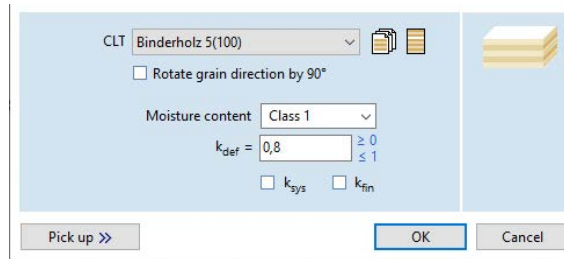 CLT Binderholz 5(100)
Rotate grain direction by 90°
Moisture content Class 1
kdef = 0,8 ≥ 0
≤ 1
ksys kfin
Pick up >> OK Cancel